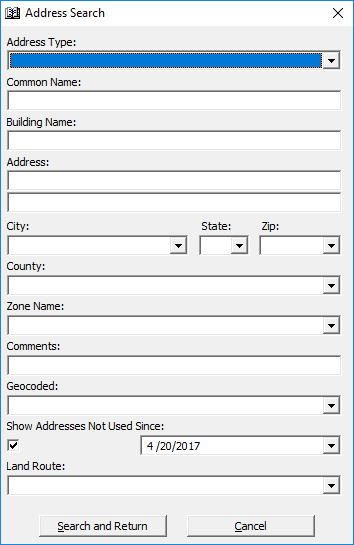 Address Search
Address Type:
Common Name:
Building Name:
Address:
City: State: Zip:
County:
Zone Name:
Comments:
Geocoded:
Show Addresses Not Used Since:
4 /20/2017
Land Route:
Search and Return Cancel